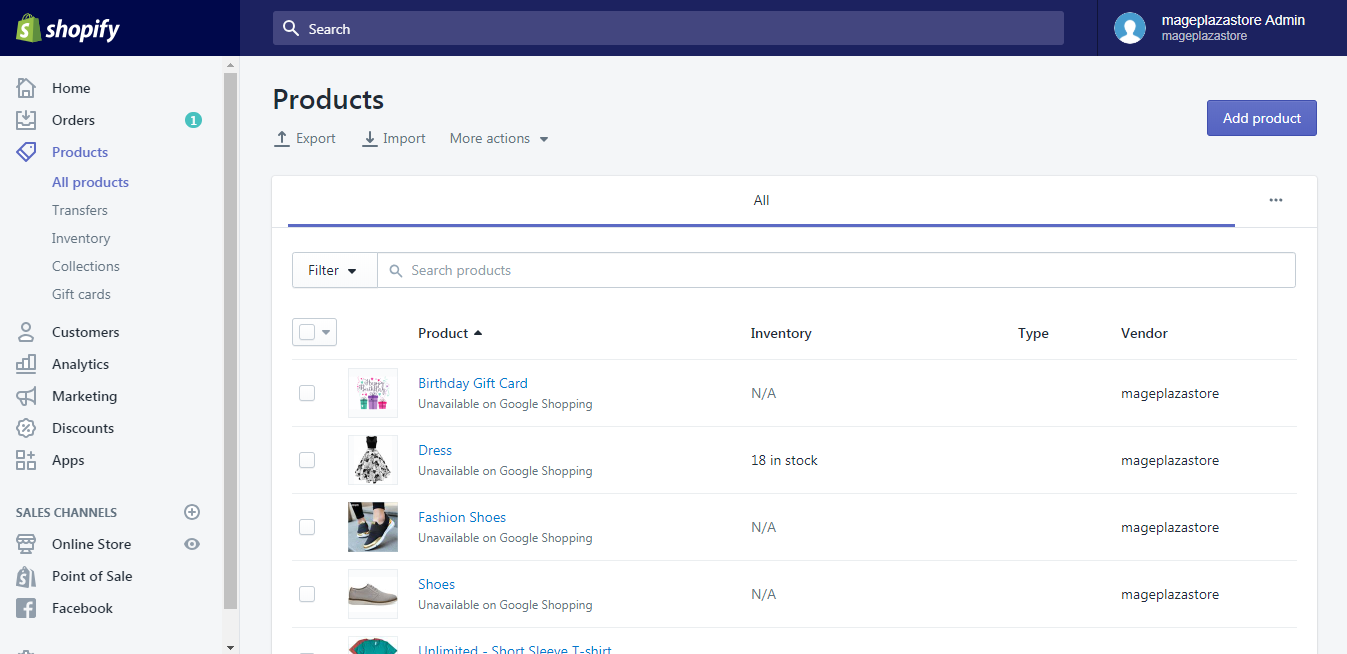 shopify
Search
mageplazastore Admin
mageplazastore
Home
Orders
1
Products
All products
Transfers
Inventory
Collections
Gift cards
Customers
Analytics
Marketing
Discounts
Apps
SALES CHANNELS
Online Store
Point of Sale
Facebook
Products
Export
Import
More actions
Add product
All
Filter
Search products
Product
Inventory
Type
Vendor
Birthday Gift Card
Unavailable on Google Shopping
N/A
mageplazastore
Dress
Unavailable on Google Shopping
18 in stock
mageplazastore
Fashion Shoes
Unavailable on Google Shopping
N/A
mageplazastore
Shoes
Unavailable on Google Shopping
N/A
mageplazastore
Unlimited - Short Sleeve T-shirt